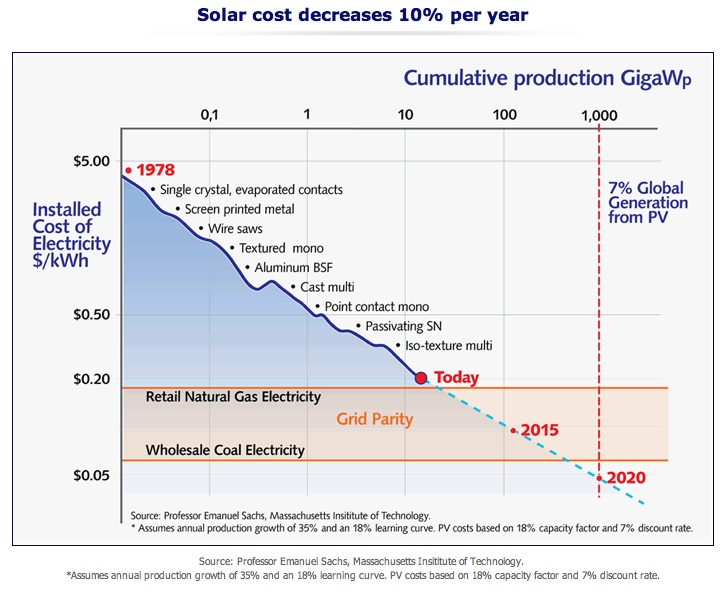 Solar cost decreases 10% per year
Cumulative production GigaWp
0,1 1 10 100 1,000
$5.00
1978
Single crystal, evaporated contacts
7% Global
Generation
from PV
Installed
Cost of
Electricity
$/kWh
Screen printed metal
Wire saws
Textured mono
Aluminum BSF
Cast multi
Point contact mono
$0.50
Passivating SN
Iso-texture multi
$0.20
Today
Retail Natural Gas Electricity
Grid Parity
2015
Wholesale Coal Electricity
$0.05
2020
Source: Professor Emanuel Sachs, Massachusetts Insititute of Technology.
* Assumes annual production growth of 35% and an 18% learning curve. PV costs based on 18% capacity factor and 7% discount rate.
Source: Professor Emanuel Sachs, Massachusetts Insititute of Technology.
*Assumes annual production growth of 35% and an 18% learning curve. PV costs based on 18% capacity factor and 7% discount rate.